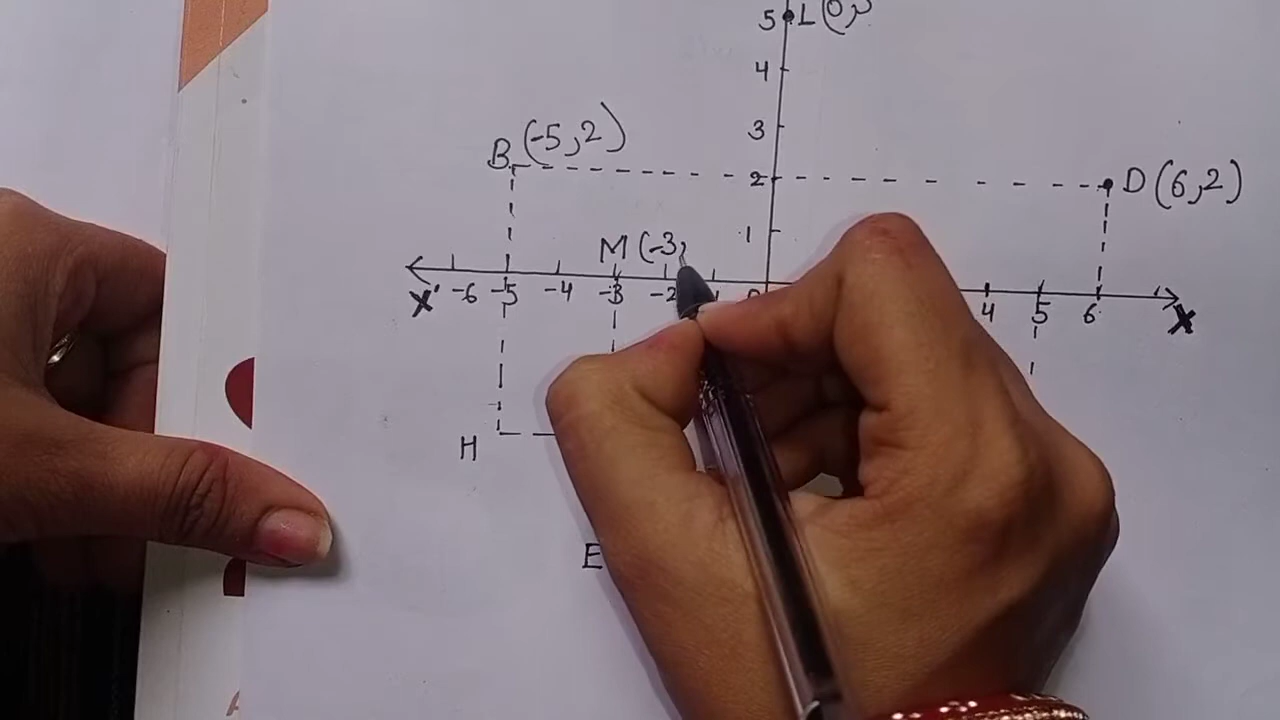 5 L (0,
4
B (-5,2)
3
2
D (6,2)
1
M (-3,
X' -6 -5 -4 -3 -2 4 5 6 X
H
E